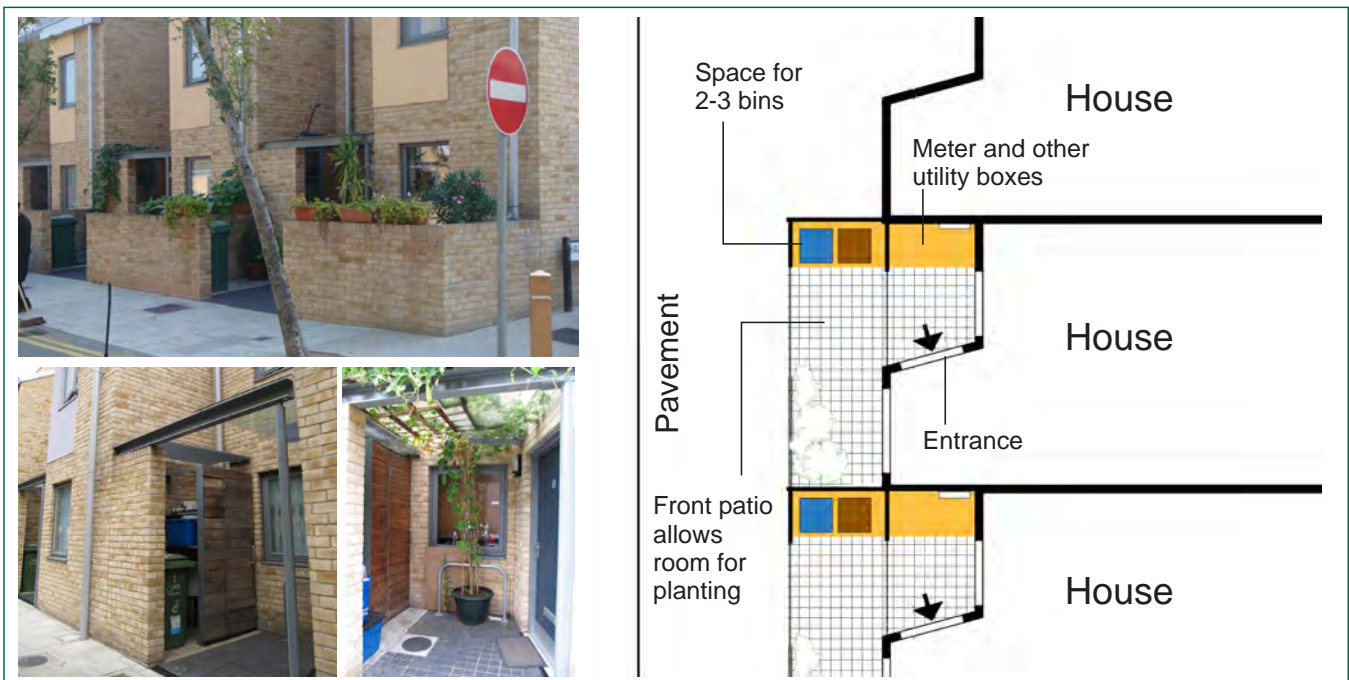 Space for
2-3 bins
House
Meter and other
utility boxes
Pavement
House
Entrance
Front patio
allows
room for
planting
House